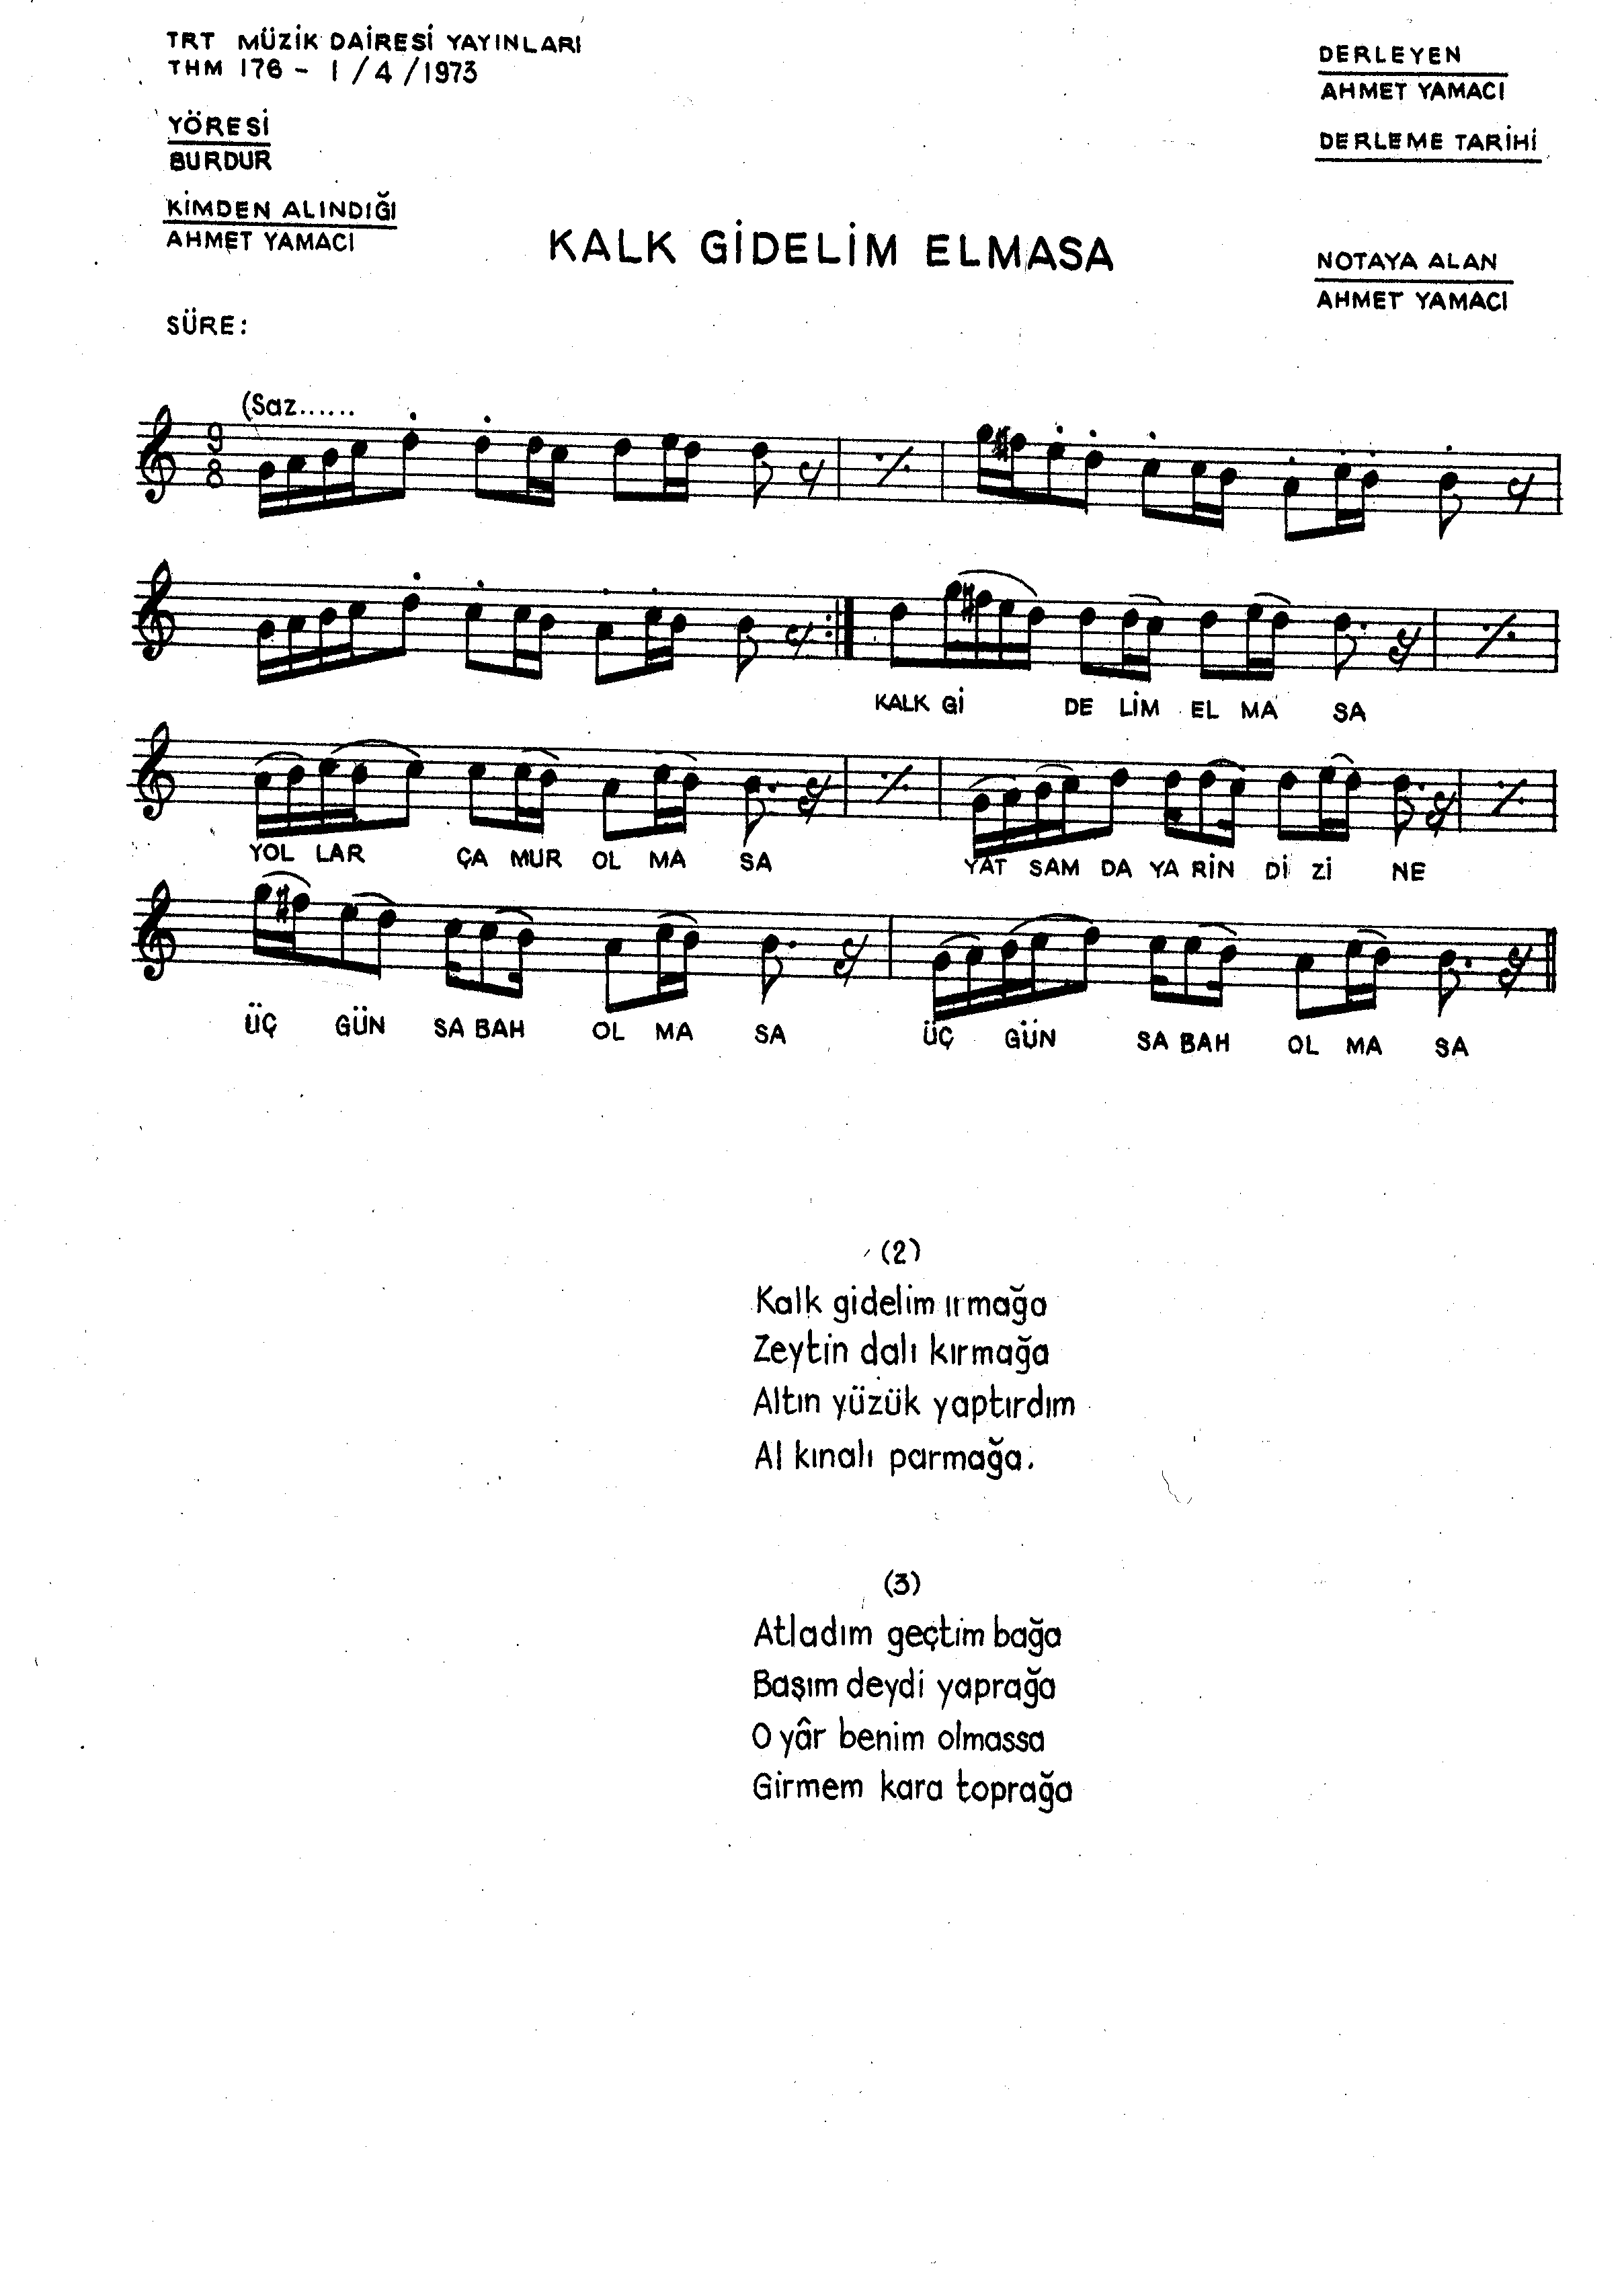 TRT MÜZİK DAİRESİ YAYINLARI
THM 176 - 1/4/1973
YÖRESİ
BURDUR
KİMDEN ALINDIĞI
AHMET YAMACI
SÜRE:
DERLEYEN
AHMET YAMACI
DERLEME TARİHİ
NOTAYA ALAN
AHMET YAMACI
KALK GİDELİM ELMASA
(Saz......
9
8
KALK Gİ DE LİM EL MA SA
YOL LAR ÇA MUR OL MA SA YAT SAM DA YA RİN Dİ Zİ NE
ÜÇ GÜN SA BAH OL MA SA ÜÇ GÜN SA BAH OL MA SA
(2)
Kalk gidelim ırmağa
Zeytin dalı kırmağa
Altın yüzük yaptırdım
Al kınalı parmağa.
(3)
Atladım geçtim bağa
Başım deydi yaprağa
O yâr benim olmassa
Girmem kara toprağa